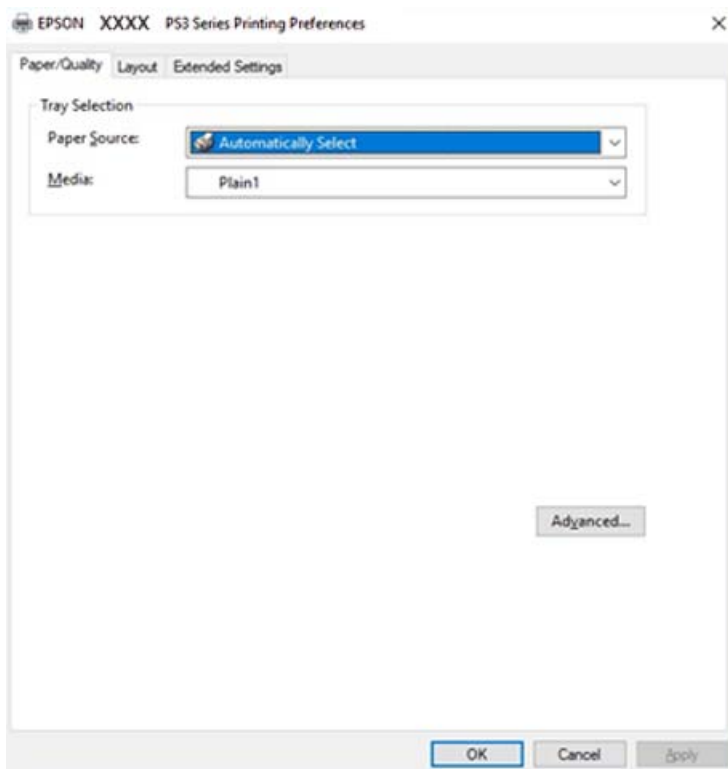 EPSON XXXX PS3 Series Printing Preferences
Paper/Quality Layout Extended Settings
Tray Selection
Paper Source: Automatically Select
Media: Plain1
Advanced...
OK Cancel Apply